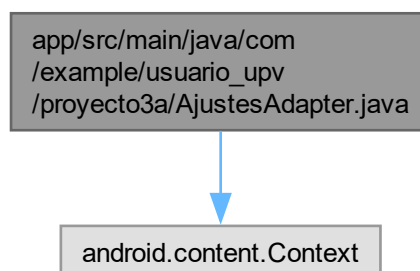 app/src/main/java/com
/example/usuario_upv
/proyecto3a/AjustesAdapter.java
android.content.Context